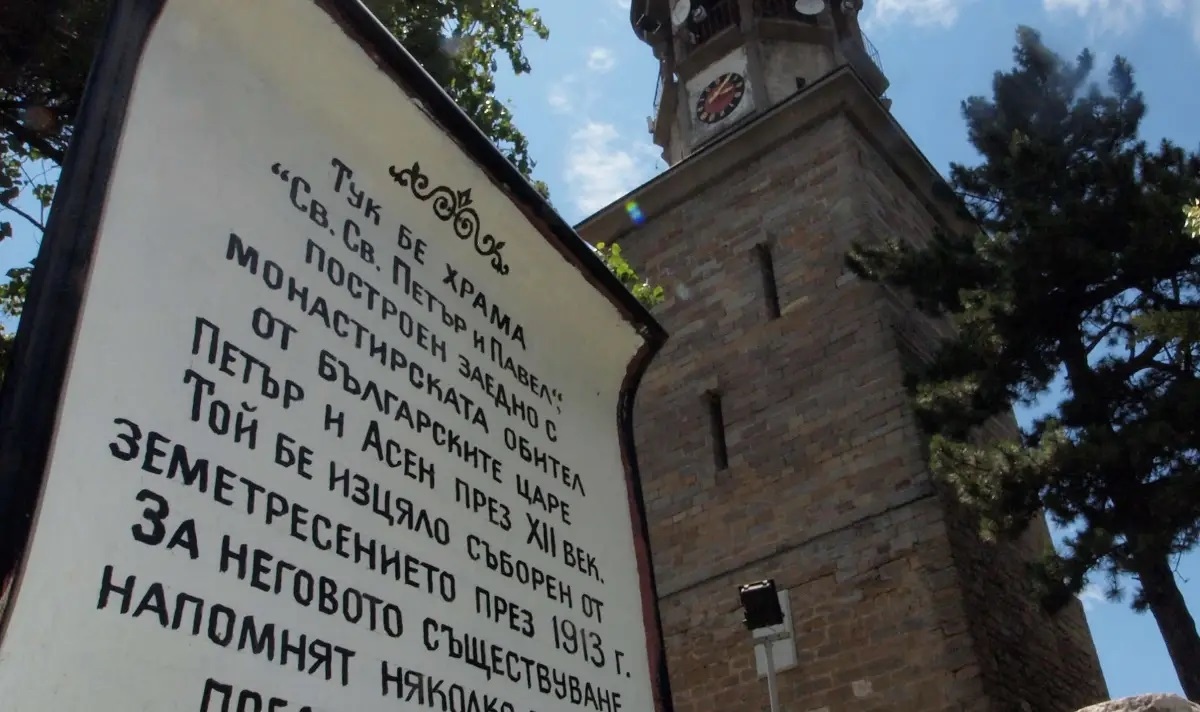 Тук бе храма
“Св. Св. Петър и Павел“,
построен заедно с
монастирската обител
от българските царе
Петър и Асен през XII век.
Той бе изцяло съборен от
земетресението през 1913 г.
За неговото съществуване
напомнят няколко